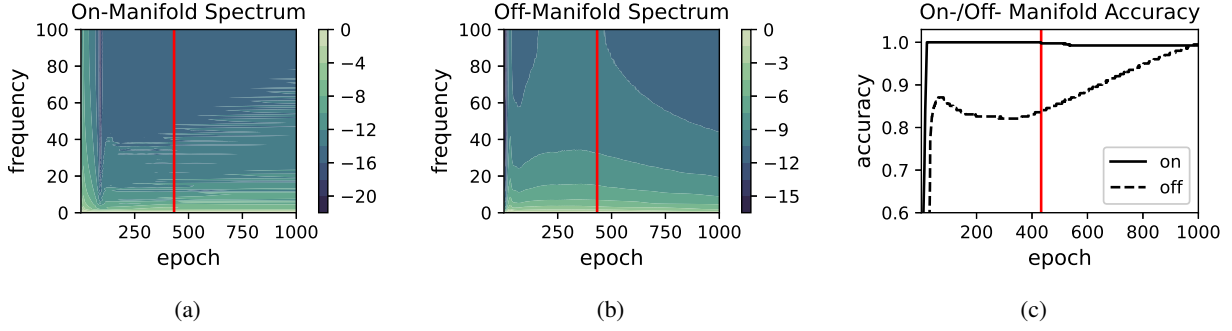 On-Manifold Spectrum
100
80
60
40
20
0
frequency
250 500 750 1000
epoch
0
−4
−8
−12
−16
−20
(a)
Off-Manifold Spectrum
100
80
60
40
20
0
frequency
250 500 750 1000
epoch
0
−3
−6
−9
−12
−15
(b)
On-/Off- Manifold Accuracy
1.0
0.9
0.8
0.7
0.6
accuracy
on
off
200 400 600 800 1000
epoch
(c)